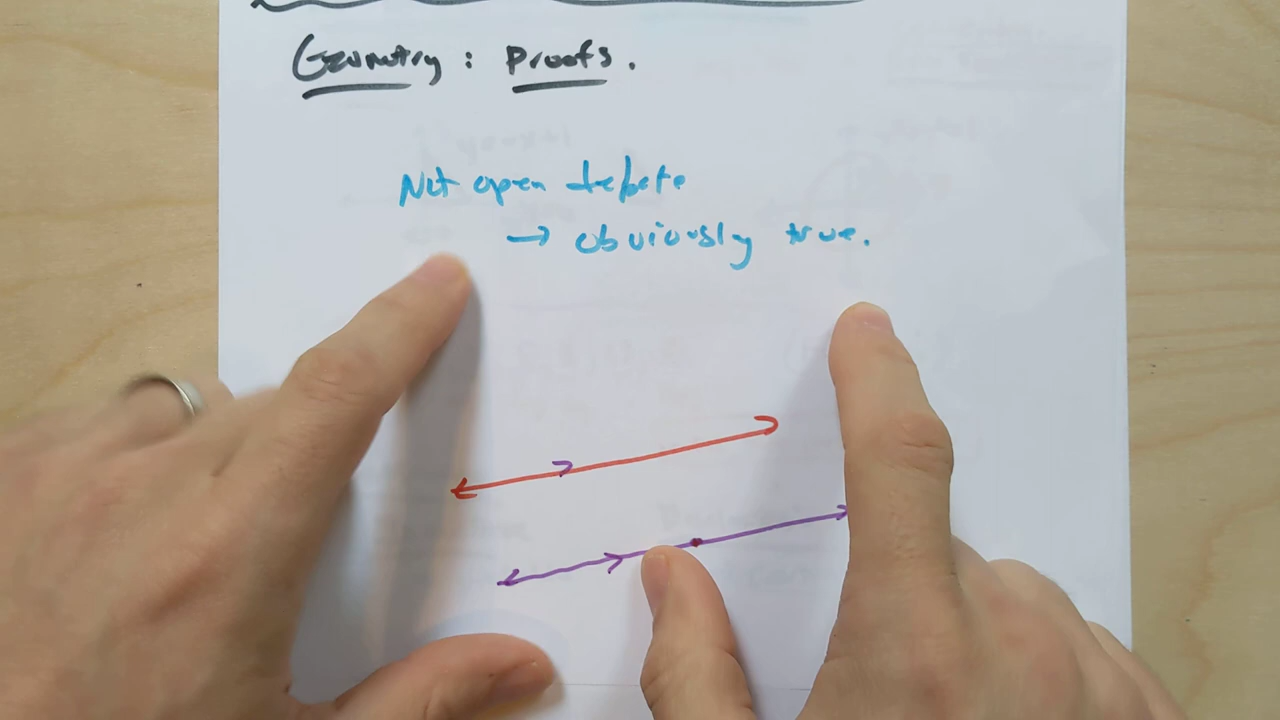 Geometry: Proofs.
Not open debate
→ obviously true.